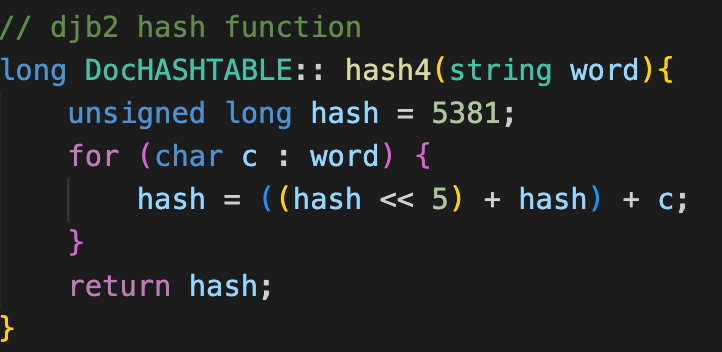 // djb2 hash function
long DocHASHTABLE:: hash4(string word){
    unsigned long hash = 5381;
    for (char c : word) {
        hash = ((hash << 5) + hash) + c;
    }
    return hash;
}